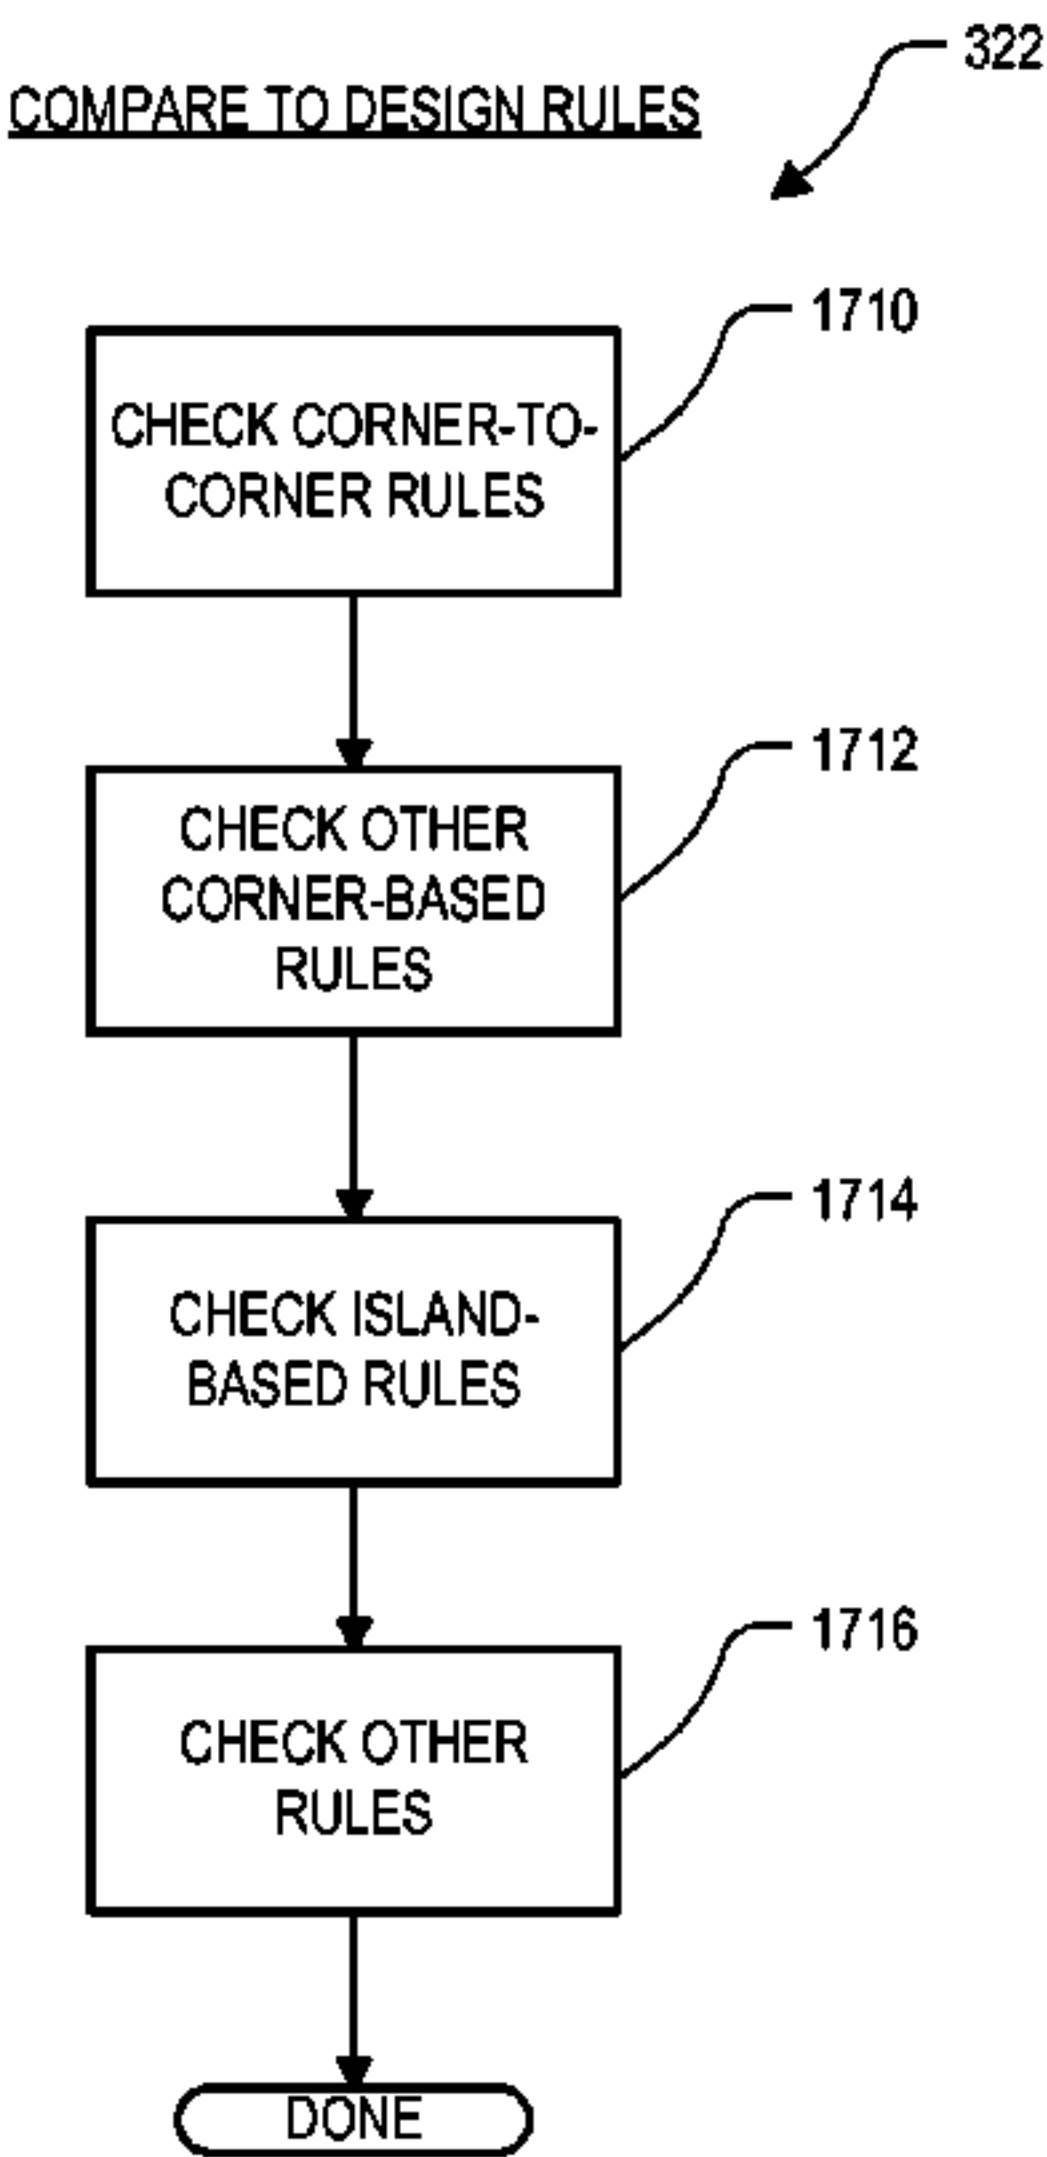 322
COMPARE TO DESIGN RULES
1710
CHECK CORNER-TO-
CORNER RULES
1712
CHECK OTHER
CORNER-BASED
RULES
1714
CHECK ISLAND-
BASED RULES
1716
CHECK OTHER
RULES
DONE